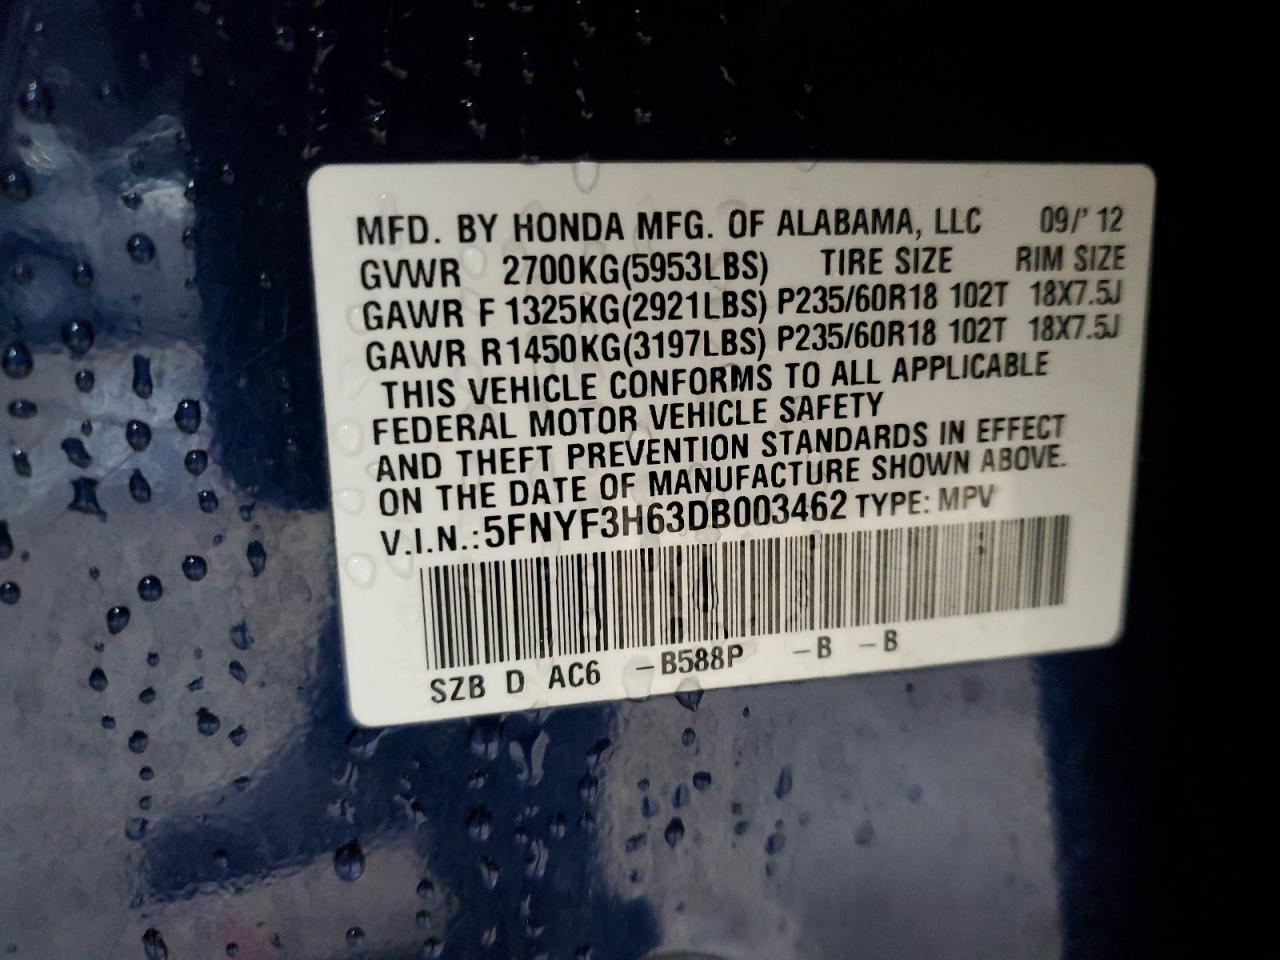 MFD. BY HONDA MFG. OF ALABAMA, LLC 09/' 12
GVWR 2700KG(5953LBS) TIRE SIZE RIM SIZE
GAWR F 1325KG(2921LBS) P235/60R18 102T 18X7.5J
GAWR R 1450KG(3197LBS) P235/60R18 102T 18X7.5J
THIS VEHICLE CONFORMS TO ALL APPLICABLE
FEDERAL MOTOR VEHICLE SAFETY
AND THEFT PREVENTION STANDARDS IN EFFECT
ON THE DATE OF MANUFACTURE SHOWN ABOVE.
V.I.N.:5FNYF3H63DB003462 TYPE: MPV
SZB D AC6 -B588P -B -B